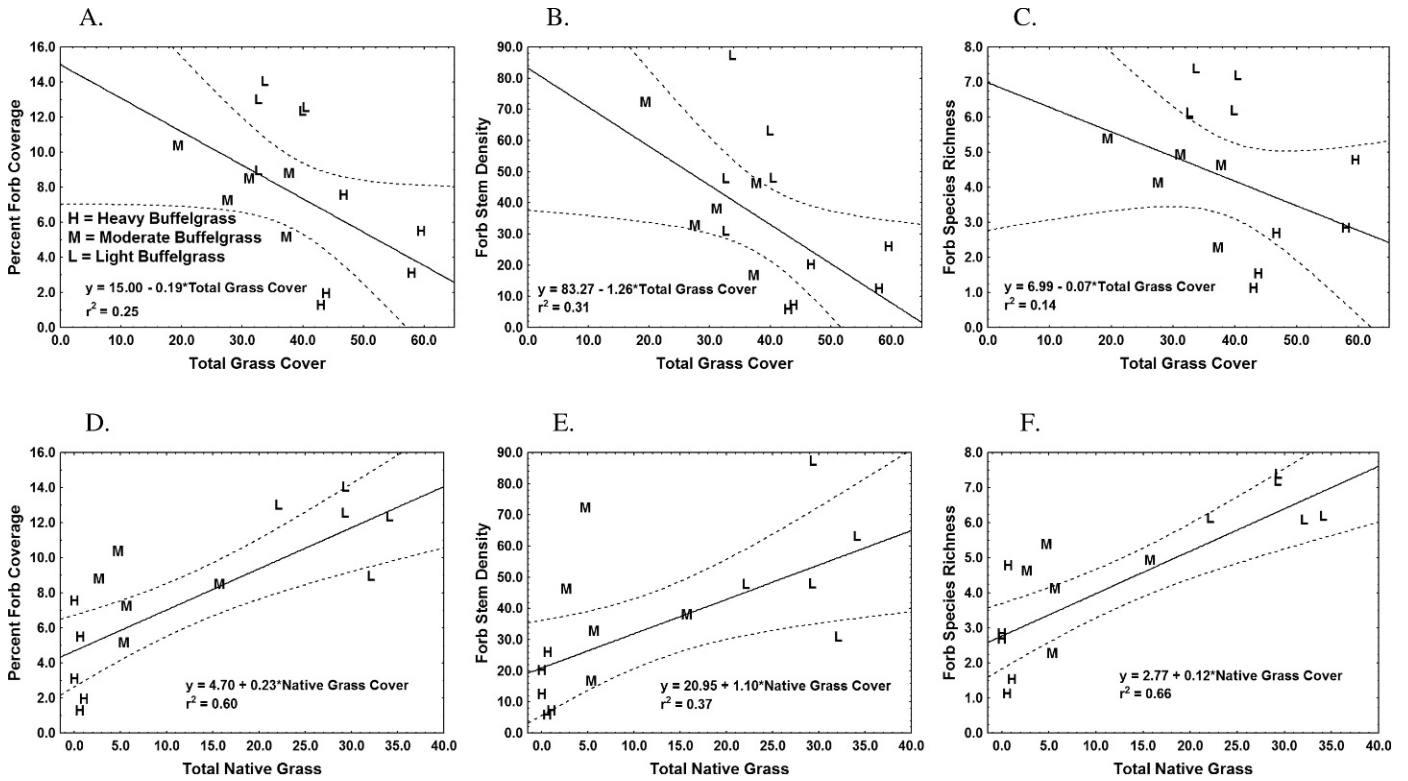 A.
B.
C.
16.0
14.0
12.0
10.0
8.0
6.0
4.0
2.0
0.0
Percent Forb Coverage
H = Heavy Buffelgrass
M = Moderate Buffelgrass
L = Light Buffelgrass
y = 15.00 - 0.19*Total Grass Cover
r2 = 0.25
L
L
L
L
L
M
M
M
M
M
H
H
H
H
H
0.0 10.0 20.0 30.0 40.0 50.0 60.0
Total Grass Cover
90.0
80.0
70.0
60.0
50.0
40.0
30.0
20.0
10.0
0.0
Forb Stem Density
y = 83.27 - 1.26*Total Grass Cover
r2 = 0.31
L
L
L
L
L
M
M
M
M
M
H
H
H
H
H
0.0 10.0 20.0 30.0 40.0 50.0 60.0
Total Grass Cover
8.0
7.0
6.0
5.0
4.0
3.0
2.0
1.0
0.0
Forb Species Richness
y = 6.99 - 0.07*Total Grass Cover
r2 = 0.14
L
L
L
L
M
M
M
M
M
H
H
H
H
H
0.0 10.0 20.0 30.0 40.0 50.0 60.0
Total Grass Cover
D.
E.
F.
16.0
14.0
12.0
10.0
8.0
6.0
4.0
2.0
0.0
Percent Forb Coverage
y = 4.70 + 0.23*Native Grass Cover
r2 = 0.60
L
L
L
L
L
M
M
M
M
M
H
H
H
H
H
0.0 5.0 10.0 15.0 20.0 25.0 30.0 35.0 40.0
Total Native Grass
90.0
80.0
70.0
60.0
50.0
40.0
30.0
20.0
10.0
0.0
Forb Stem Density
y = 20.95 + 1.10*Native Grass Cover
r2 = 0.37
L
L
L
L
L
M
M
M
M
M
H
H
H
H
H
0.0 5.0 10.0 15.0 20.0 25.0 30.0 35.0 40.0
Total Native Grass
8.0
7.0
6.0
5.0
4.0
3.0
2.0
1.0
0.0
Forb Species Richness
y = 2.77 + 0.12*Native Grass Cover
r2 = 0.66
L
L
L
L
L
M
M
M
M
M
H
H
H
H
H
0.0 5.0 10.0 15.0 20.0 25.0 30.0 35.0 40.0
Total Native Grass